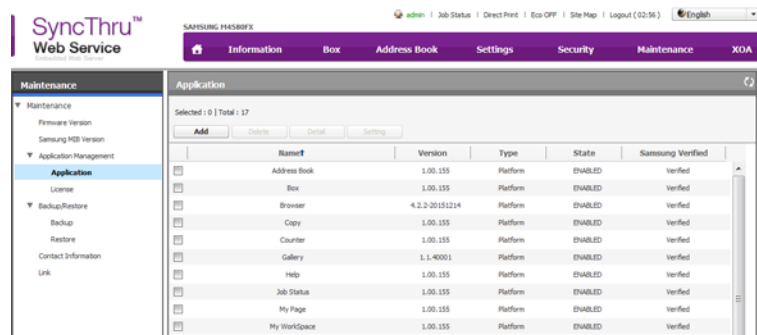 SyncThru™
Web Service
Embedded Web Server
SAMSUNG M4580FX
admin | Job Status | Direct Print | Eco OFF | Site Map | Logout ( 02:56 ) English
Information Box Address Book Settings Security Maintenance XOA
Maintenance
Maintenance
Firmware Version
Samsung MIB Version
Application Management
Application
License
Backup/Restore
Backup
Restore
Contact Information
Link
Application
Selected : 0 | Total : 17
Add Delete Detail Setting
Name Version Type State Samsung Verified
Address Book 1.00.155 Platform ENABLED Verified
Box 1.00.155 Platform ENABLED Verified
Browser 4.2.2-20151214 Platform ENABLED Verified
Copy 1.00.155 Platform ENABLED Verified
Counter 1.00.155 Platform ENABLED Verified
Gallery 1.1.40001 Platform ENABLED Verified
Help 1.00.155 Platform ENABLED Verified
Job Status 1.00.155 Platform ENABLED Verified
My Page 1.00.155 Platform ENABLED Verified
My WorkSpace 1.00.155 Platform ENABLED Verified